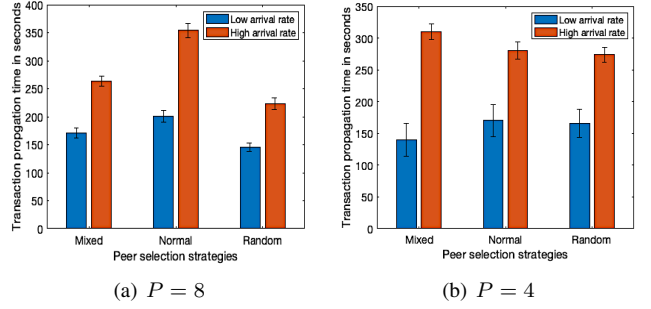 Transaction propgation time in seconds
400
350
300
250
200
150
100
50
0
Low arrival rate
High arrival rate
Mixed Normal Random
Peer selection strategies
(a) P = 8
Transaction propagation time in seconds
350
300
250
200
150
100
50
0
Low arrival rate
High arrival rate
Mixed Normal Random
Peer selection strategies
(b) P = 4